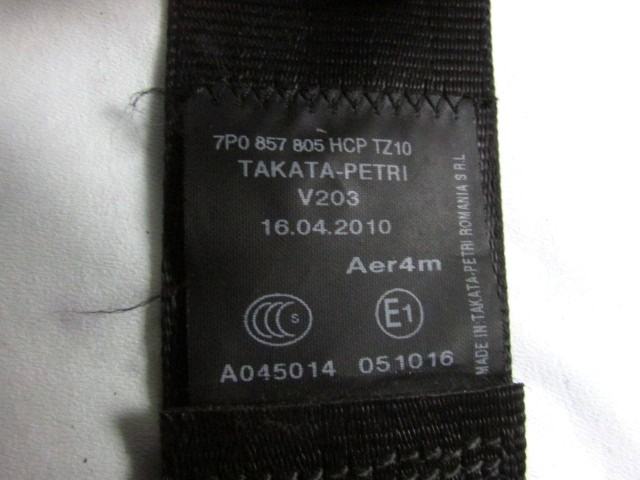 7P0 857 805 HCP TZ10
TAKATA-PETRI
V203
16.04.2010
Aer4m
CCC S
E1
A045014 051016
MADE IN TAKATA-PETRI ROMANIA S R L